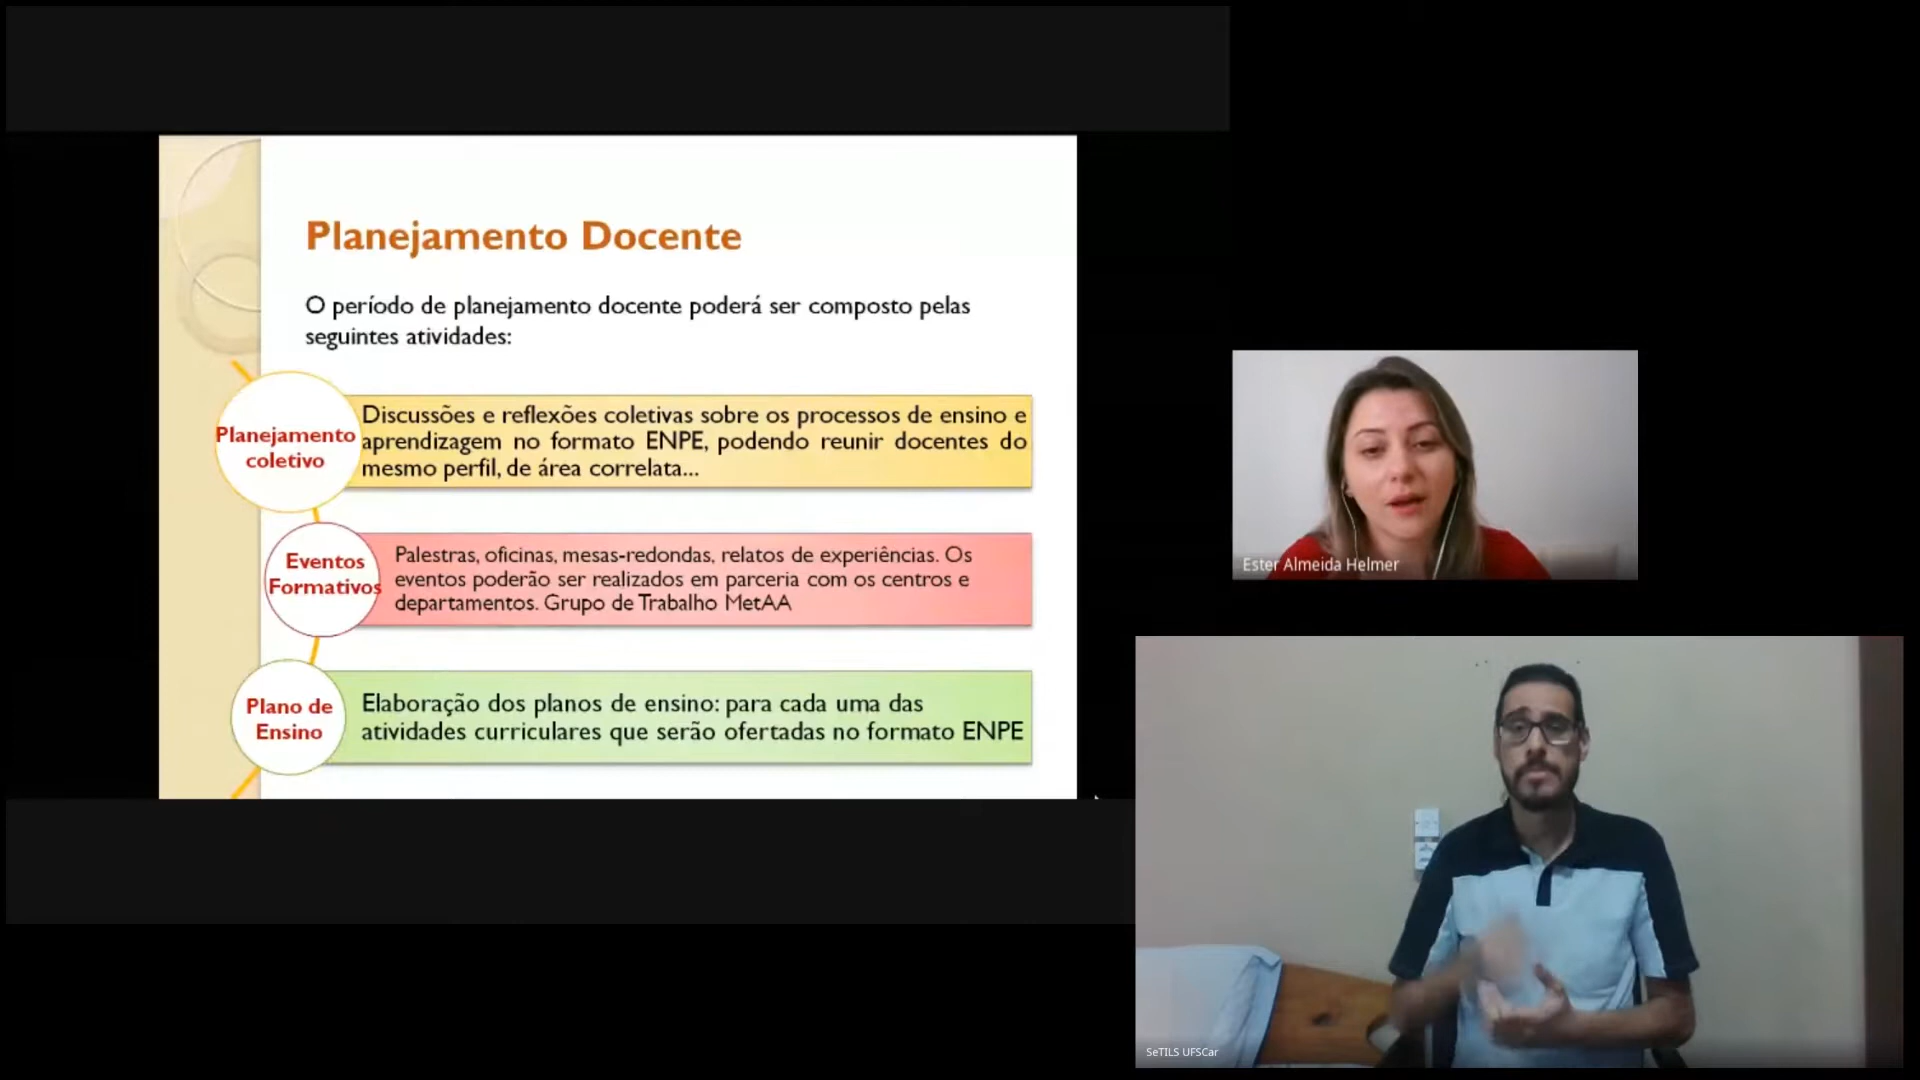 Planejamento Docente
O período de planejamento docente poderá ser composto pelas
seguintes atividades:
Planejamento
coletivo
Discussões e reflexões coletivas sobre os processos de ensino e
aprendizagem no formato ENPE, podendo reunir docentes do
mesmo perfil, de área correlata...
Eventos
Formativos
Palestras, oficinas, mesas-redondas, relatos de experiências. Os
eventos poderão ser realizados em parceria com os centros e
departamentos. Grupo de Trabalho MetAA
Plano de
Ensino
Elaboração dos planos de ensino: para cada uma das
atividades curriculares que serão ofertadas no formato ENPE
Ester Almeida Helmer
SeTILS UFSCar